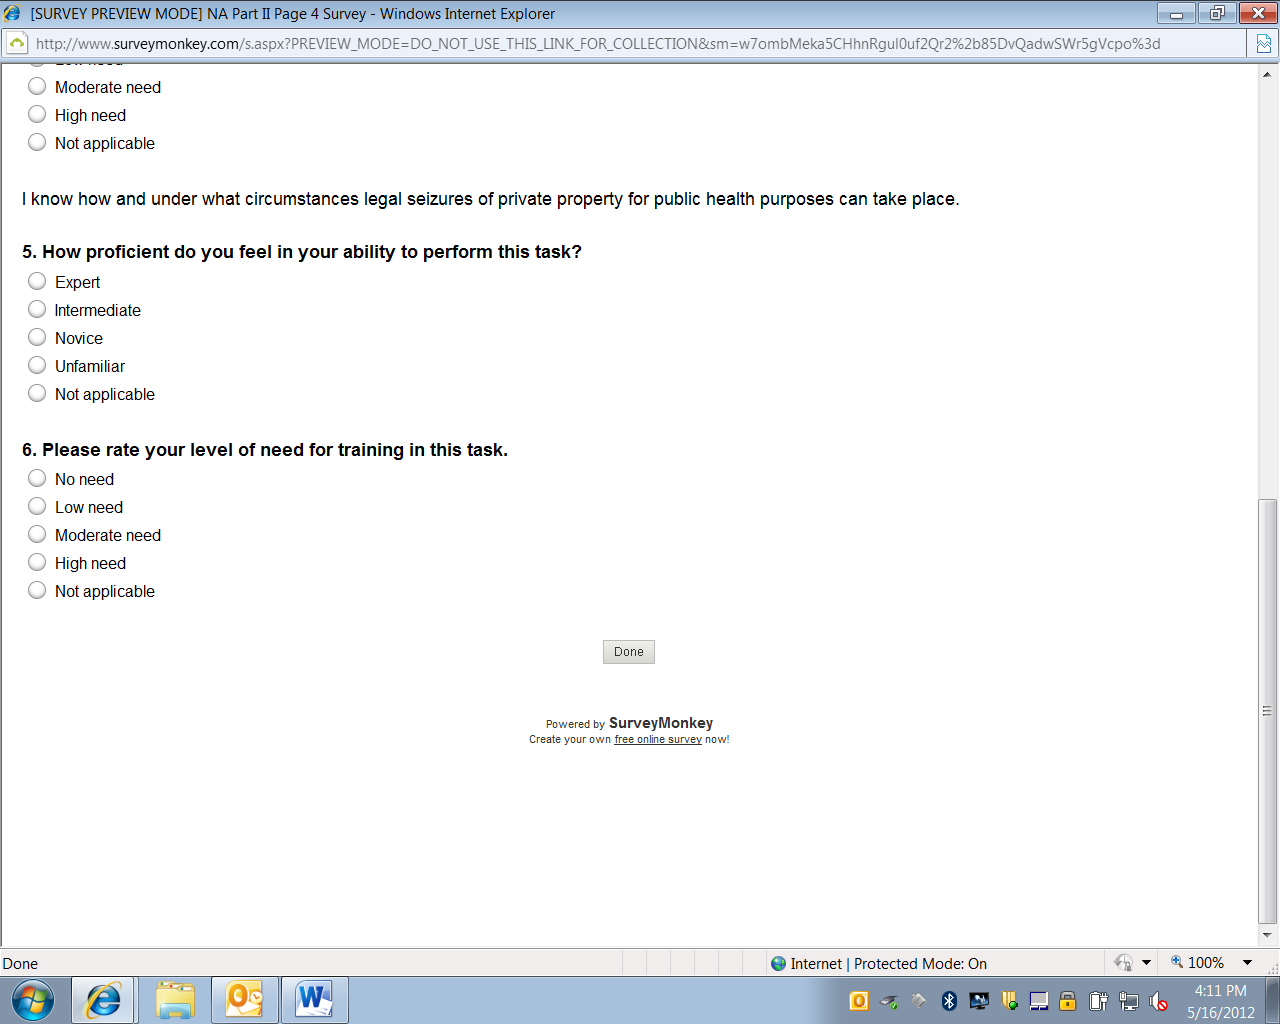 [SURVEY PREVIEW MODE] NA Part II Page 4 Survey - Windows Internet Explorer
http://www.surveymonkey.com/s.aspx?PREVIEW_MODE=DO_NOT_USE_THIS_LINK_FOR_COLLECTION&sm=w7ombMeka5CHhnRgul0uf2Qr2%2b85DvQadwSWr5gVcpo%3d
Low need
Moderate need
High need
Not applicable
I know how and under what circumstances legal seizures of private property for public health purposes can take place.
5. How proficient do you feel in your ability to perform this task?
Expert
Intermediate
Novice
Unfamiliar
Not applicable
6. Please rate your level of need for training in this task.
No need
Low need
Moderate need
High need
Not applicable
Done
Powered by SurveyMonkey
Create your own free online survey now!
Done
Internet | Protected Mode: On
100%
4:11 PM
5/16/2012